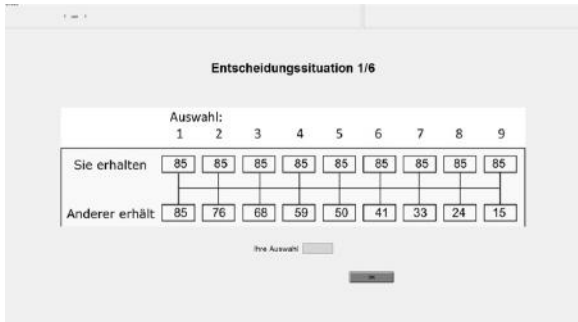 Entscheidungssituation 1/6
Auswahl:
1 2 3 4 5 6 7 8 9
Sie erhalten 85 85 85 85 85 85 85 85 85
Anderer erhält 85 76 68 59 50 41 33 24 15
Ihre Auswahl